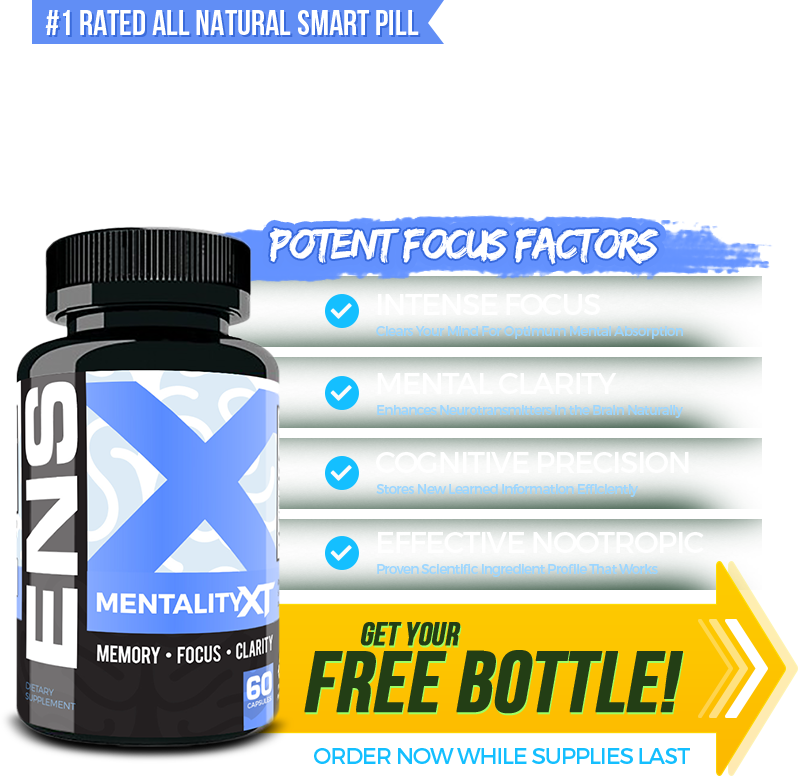 #1 RATED ALL NATURAL SMART PILL
POTENT FOCUS FACTORS
INTENSE FOCUS
Clears Your Mind For Optimum Mental Absorption
MENTAL CLARITY
Enhances Neurotransmitters in the Brain Naturally
COGNITIVE PRECISION
Stores New Learned Information Efficiently
EFFECTIVE NOOTROPIC
Proven Scientific Ingredient Profile That Works
ENS
X
MENTALITYXT
MEMORY • FOCUS • CLARITY
60
CAPSULES
DIETARY
SUPPLEMENT
GET YOUR
FREE BOTTLE!
ORDER NOW WHILE SUPPLIES LAST